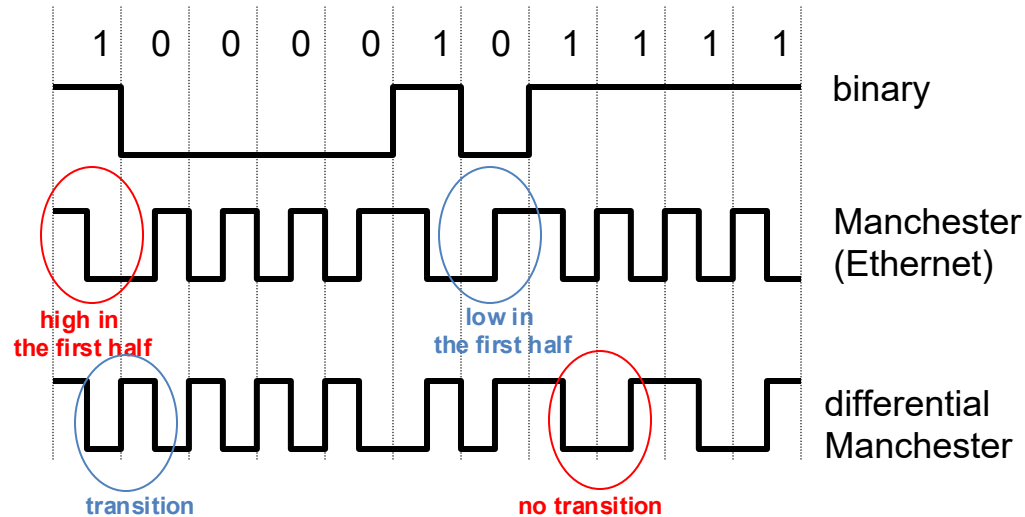 1 0 0 0 0 1 0 1 1 1 1
binary
Manchester
(Ethernet)
high in
the first half
low in
the first half
differential
Manchester
transition
no transition